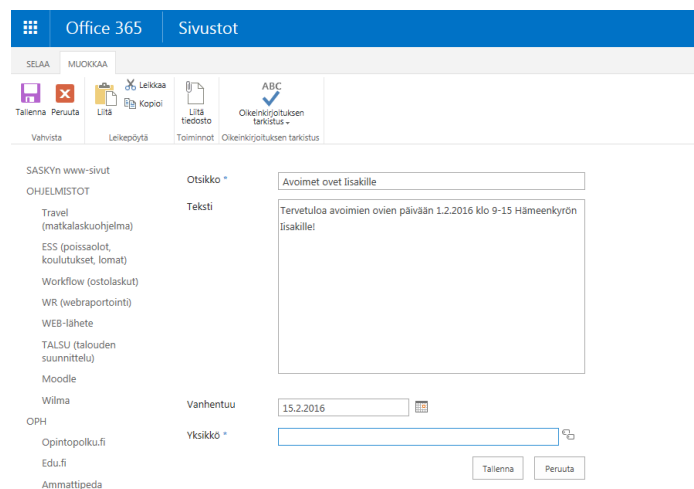 Office 365 Sivustot
SELAA MUOKKAA
Tallenna Peruuta Liitä Leikkaa Kopioi Liitä tiedosto ABC Oikeinkirjoituksen tarkistus
Vahvista Leikepöytä Toiminnot Oikeinkirjoituksen tarkistus
SASKYn www-sivut
OHJELMISTOT
Travel
(matkalaskuohjelma)
ESS (poissaolot,
koulutukset, lomat)
Workflow (ostolaskut)
WR (webraportointi)
WEB-lähete
TALSU (talouden
suunnittelu)
Moodle
Wilma
OPH
Opintopolku.fi
Edu.fi
Ammattipeda
Otsikko * Avoimet ovet Iisakille
Teksti Tervetuloa avoimien ovien päivään 1.2.2016 klo 9-15 Hämeenkyrön
Iisakille!
Vanhentuu 15.2.2016
Yksikkö *
Tallenna Peruuta